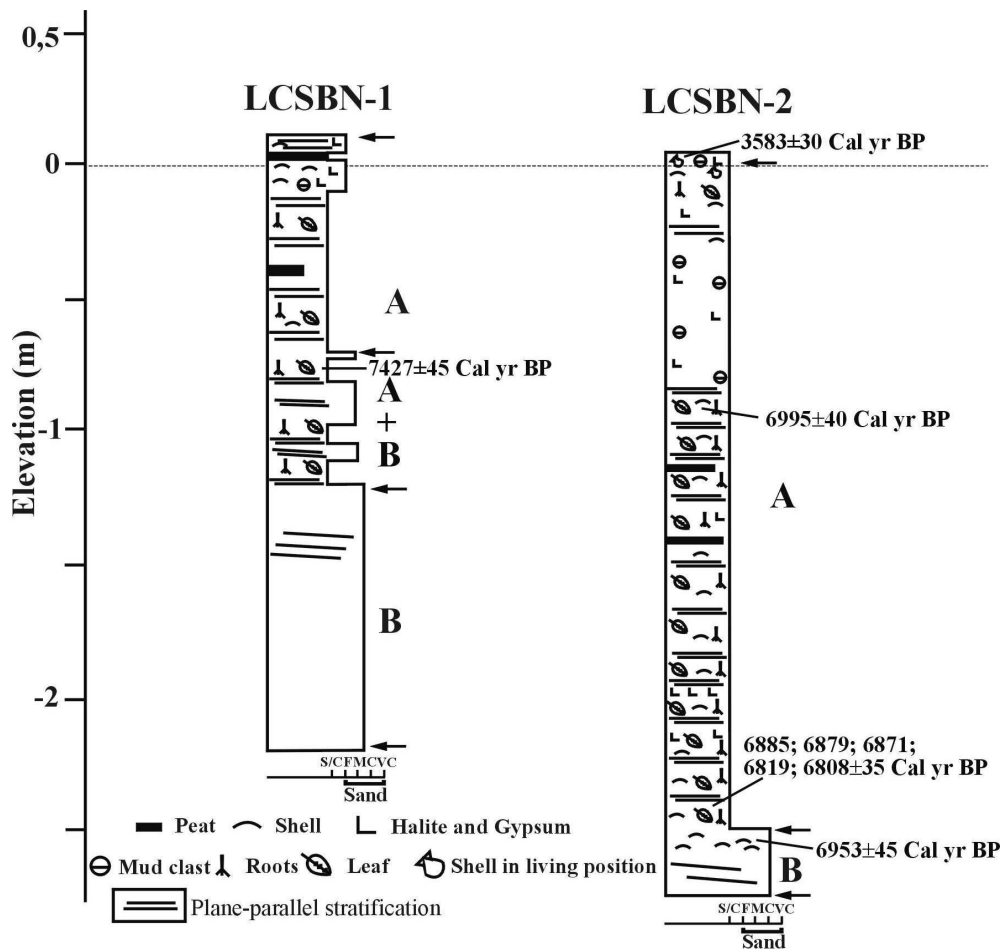 0,5
0
-1
-2
Elevation (m)
LCSBN-1
A
7427±45 Cal yr BP
A
+
B
B
S/C F M C VC
Sand
LCSBN-2
3583±30 Cal yr BP
6995±40 Cal yr BP
A
6885; 6879; 6871;
6819; 6808±35 Cal yr BP
6953±45 Cal yr BP
B
S/C F M C VC
Sand
Peat
Shell
Halite and Gypsum
Mud clast
Roots
Leaf
Shell in living position
Plane-parallel stratification